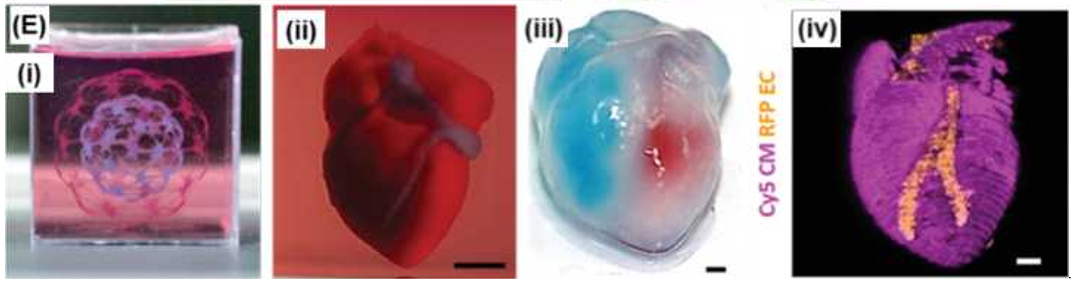 (E)
(i)
(ii)
(iii)
(iv)
Cy5 CM RFP EC